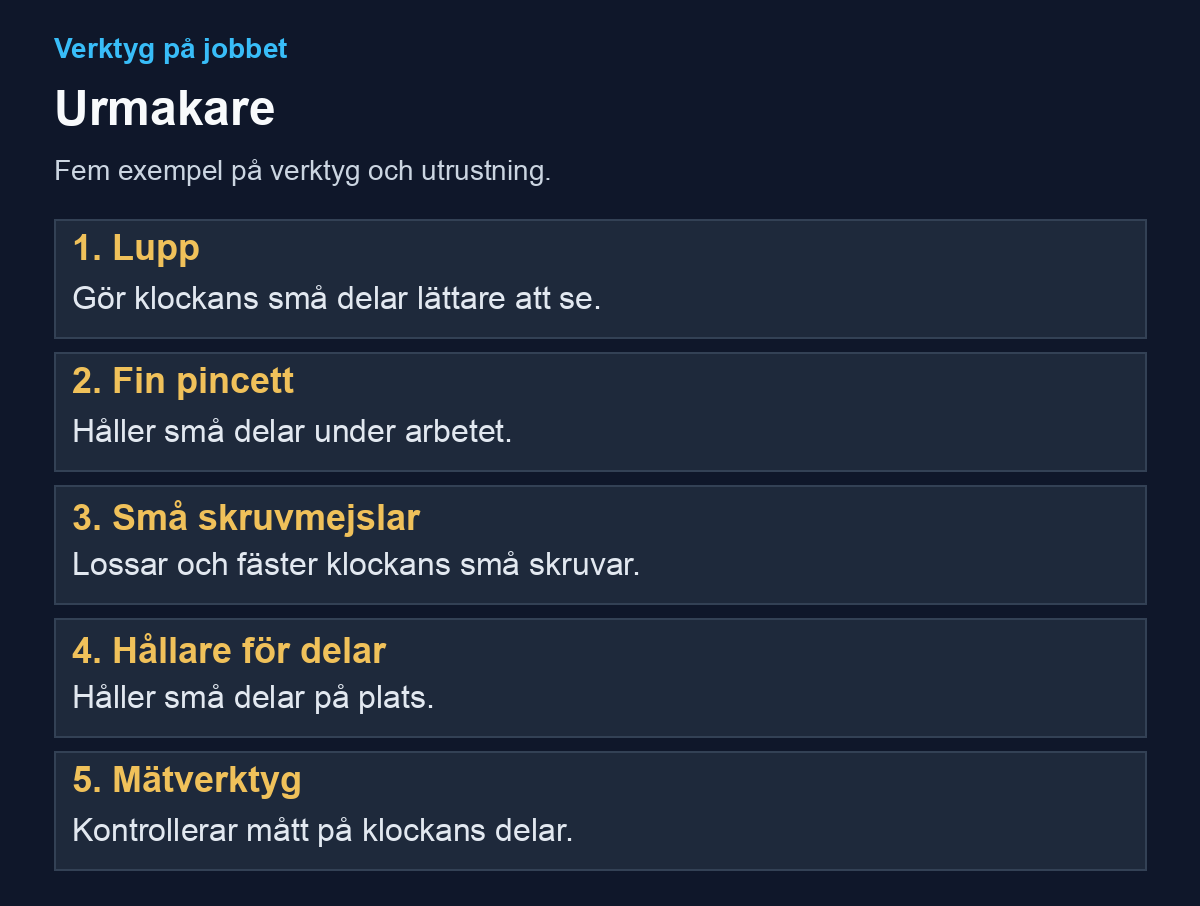 Verktyg på jobbet
Urmakare
Fem exempel på verktyg och utrustning.
1. Lupp
Gör klockans små delar lättare att se.
2. Fin pincett
Håller små delar under arbetet.
3. Små skruvmejslar
Lossar och fäster klockans små skruvar.
4. Hållare för delar
Håller små delar på plats.
5. Mätverktyg
Kontrollerar mått på klockans delar.